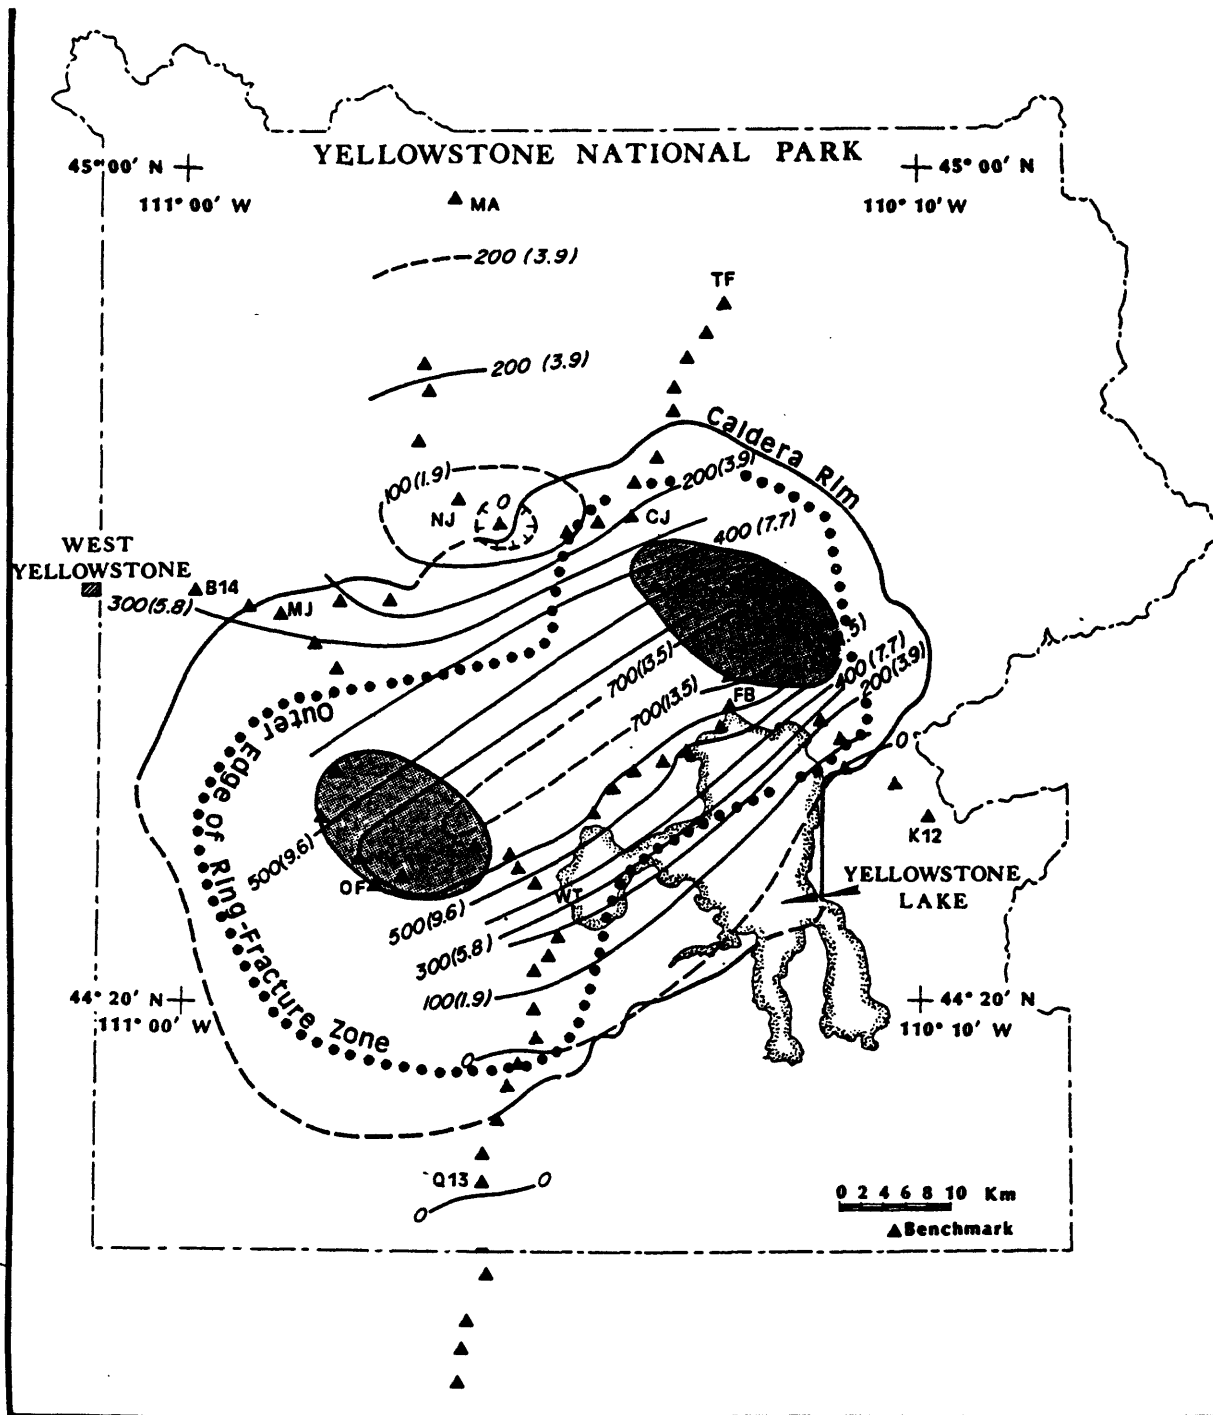 YELLOWSTONE NATIONAL PARK
45° 00' N
111° 00' W
45° 00' N
110° 10' W
MA
200 (3.9)
TF
200 (3.9)
Caldera Rim
100(1.9)
200(3.9)
NJ
0
CJ
400 (7.7)
WEST
YELLOWSTONE
B14
300(5.8)
MJ
.5)
400(7.7)
200(3.9)
700(13.5)
700(13.5)
FB
Outer Edge of Ring-Fracture Zone
0
K12
500(9.6)
OF
WT
YELLOWSTONE
LAKE
500(9.6)
300(5.8)
100(1.9)
44° 20' N
111° 00' W
44° 20' N
110° 10' W
0
Q13
0
0
0 2 4 6 8 10 Km
Benchmark